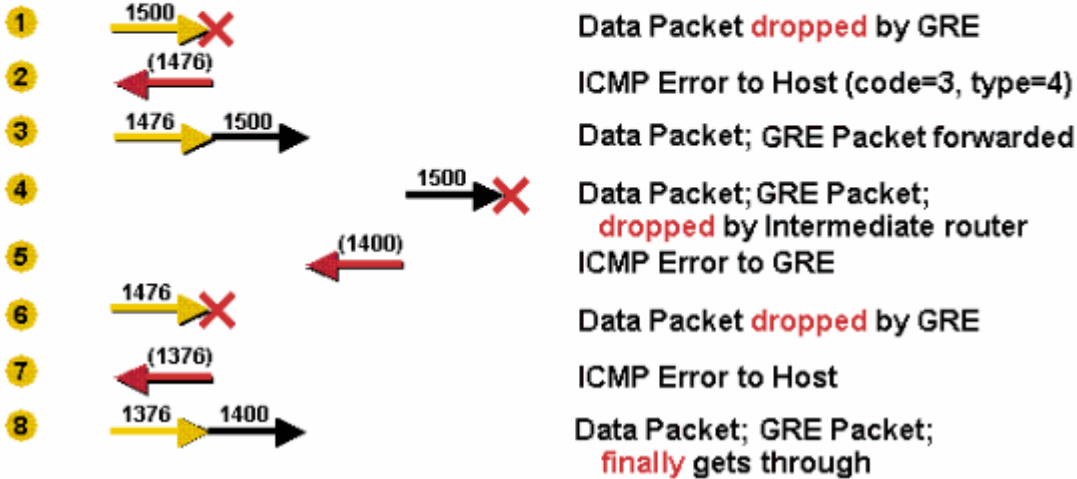 1 1500 Data Packet dropped by GRE
2 (1476) ICMP Error to Host (code=3, type=4)
3 1476 1500 Data Packet; GRE Packet forwarded
4 1500 Data Packet; GRE Packet;
dropped by Intermediate router
5 (1400) ICMP Error to GRE
6 1476 Data Packet dropped by GRE
7 (1376) ICMP Error to Host
8 1376 1400 Data Packet; GRE Packet;
finally gets through